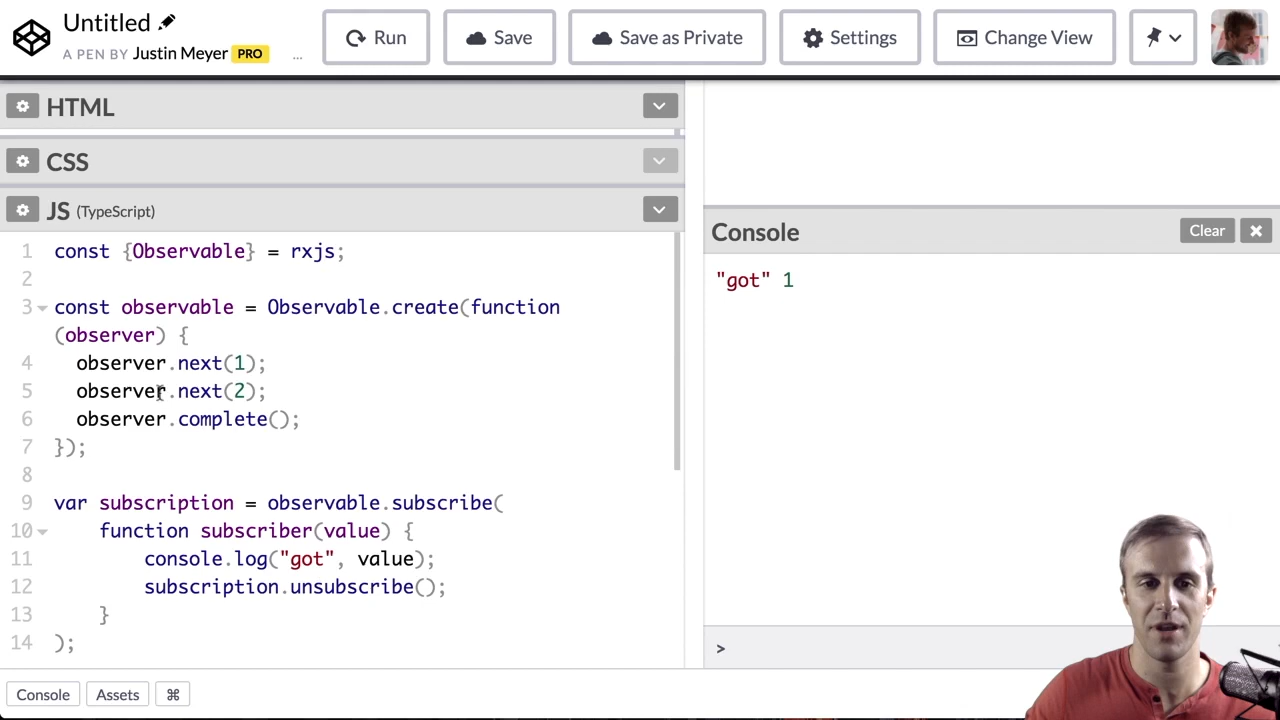 Untitled
A PEN BY Justin Meyer PRO ...
Run
Save
Save as Private
Settings
Change View
HTML
CSS
JS (TypeScript)
1 const {Observable} = rxjs;
2
3 const observable = Observable.create(function
(observer) {
4 observer.next(1);
5 observer.next(2);
6 observer.complete();
7 });
8
9 var subscription = observable.subscribe(
10 function subscriber(value) {
11 console.log("got", value);
12 subscription.unsubscribe();
13 }
14 );
Console
Clear
"got" 1
>
Console
Assets
⌘